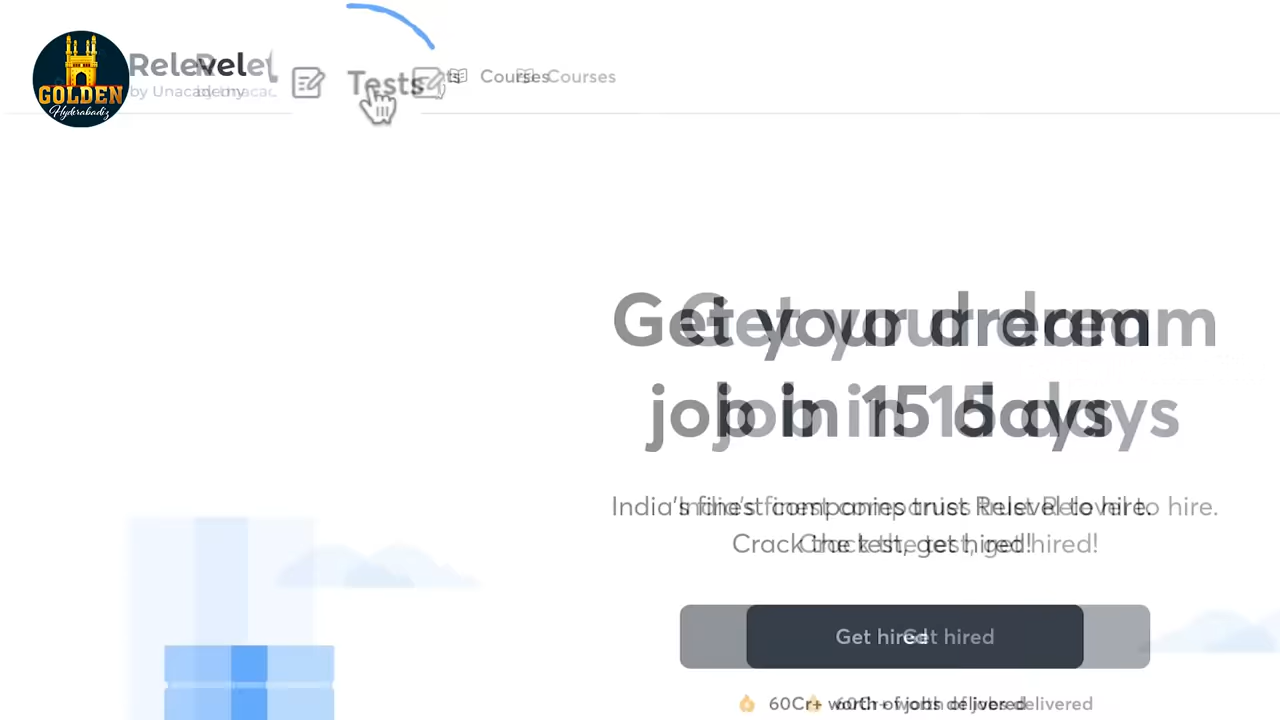 GOLDEN
Hyderabadiz
Relevel
by Unacademy
Tests
Courses
Get your dream
job in 15 days
India's finest companies trust Relevel to hire.
Crack the test, get hired!
Get hired
60Cr+ worth of jobs delivered